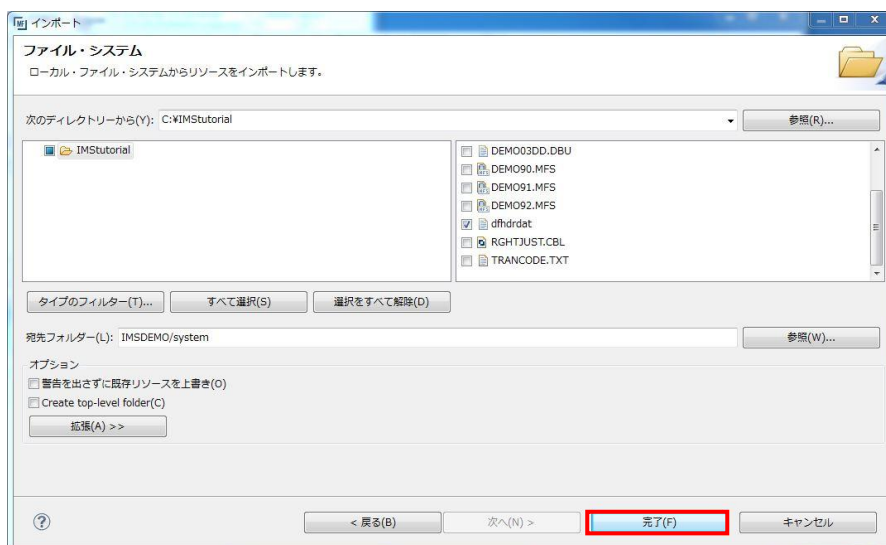 インポート
ファイル・システム
ローカル・ファイル・システムからリソースをインポートします。
次のディレクトリーから(Y): C:¥IMStutorial 参照(R)...
IMStutorial
DEMO03DD.DBU
DEMO90.MFS
DEMO91.MFS
DEMO92.MFS
dfhdrdat
RGHTJUST.CBL
TRANCODE.TXT
タイプのフィルター(T)... すべて選択(S) 選択をすべて解除(D)
宛先フォルダー(L): IMSDEMO/system 参照(W)...
オプション
警告を出さずに既存リソースを上書き(O)
Create top-level folder(C)
拡張(A) >>
< 戻る(B) 次へ(N) > 完了(F) キャンセル